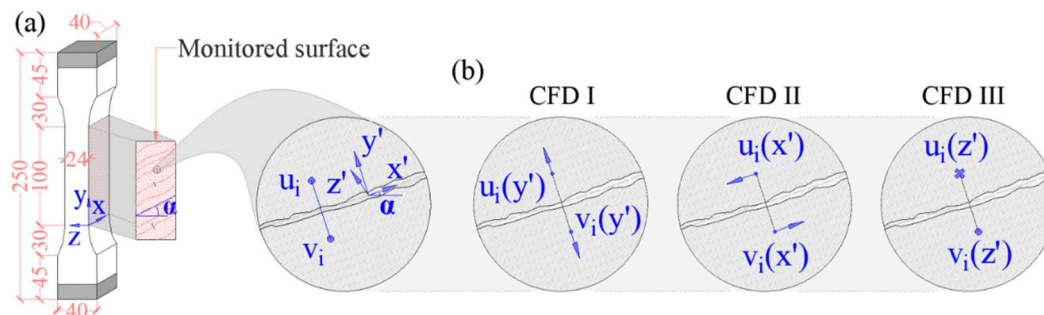 (a)
40
Monitored surface
45
30
250
100
24
y
x
z
α
30
45
40
(b)
CFD I
CFD II
CFD III
y'
x'
z'
α
u_i
v_i
u_i(y')
v_i(y')
u_i(x')
v_i(x')
u_i(z')
v_i(z')